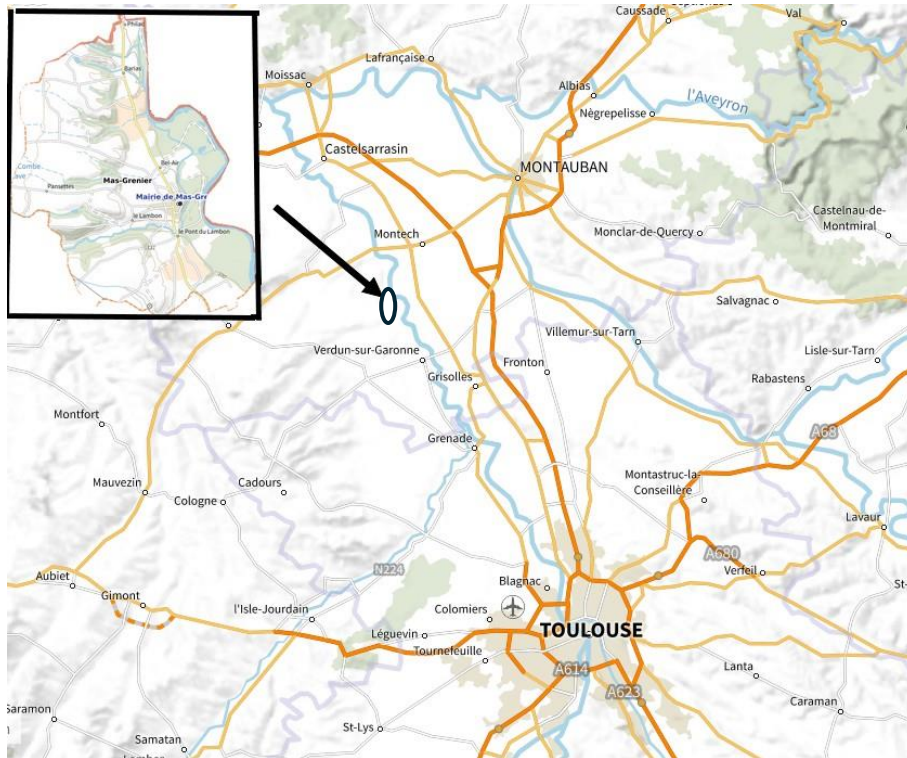 Barlas
Bel-Air
Combe
Pansettes
Mas-Grenier
Mairie de Mas-Gre
le Lambon
le Pont du Lambon
Caussade
Val
Lafrançaise
Moissac
Albias
l'Aveyron
Nègrepelisse
Castelsarrasin
MONTAUBAN
Castelnau-de-
Montmiral
Montech
Monclar-de-Quercy
Salvagnac
Villemur-sur-Tarn
Verdun-sur-Garonne
Fronton
Lisle-sur-Tarn
Grisolles
Rabastens
Montfort
A68
Grenade
Montastruc-la-
Conseillère
Mauvezin
Cadours
Cologne
Lavaur
A680
N224
Verfeil
St-
Aubiet
Gimont
Blagnac
l'Isle-Jourdain
Colomiers
Léguevin
TOULOUSE
Tournefeuille
A614
Lanta
A623
Caraman
Saramon
St-Lys
Samatan